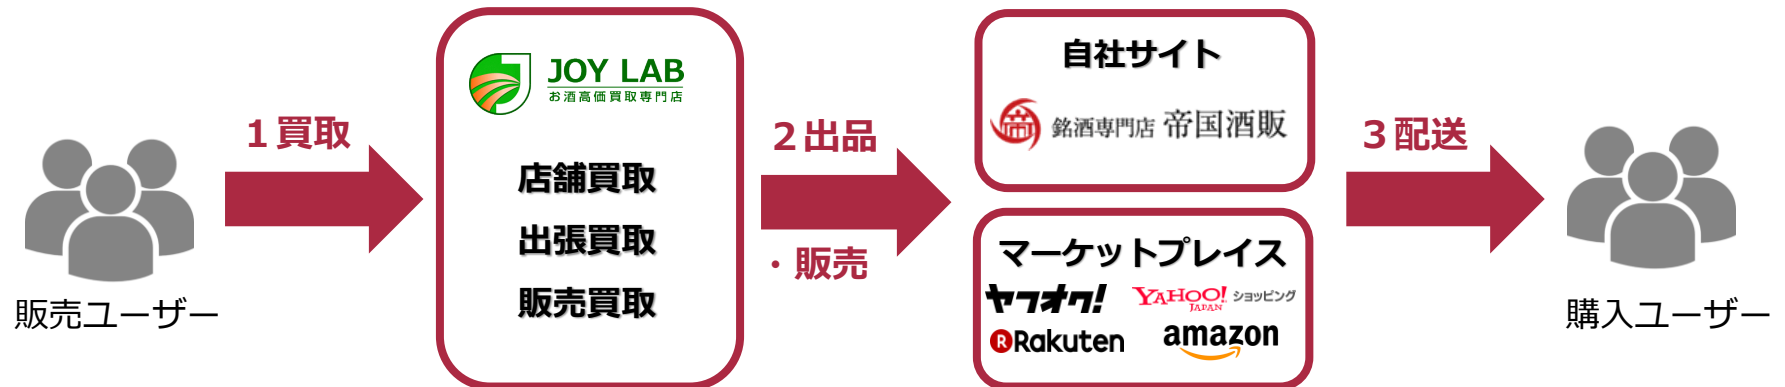 販売ユーザー
１買取
JOY LAB
お酒高価買取専門店
店舗買取
出張買取
販売買取
２出品
・販売
自社サイト
帝 銘酒専門店 帝国酒販
マーケットプレイス
ヤフオク!
YAHOO! ショッピング
JAPAN
R Rakuten
amazon
３配送
購入ユーザー